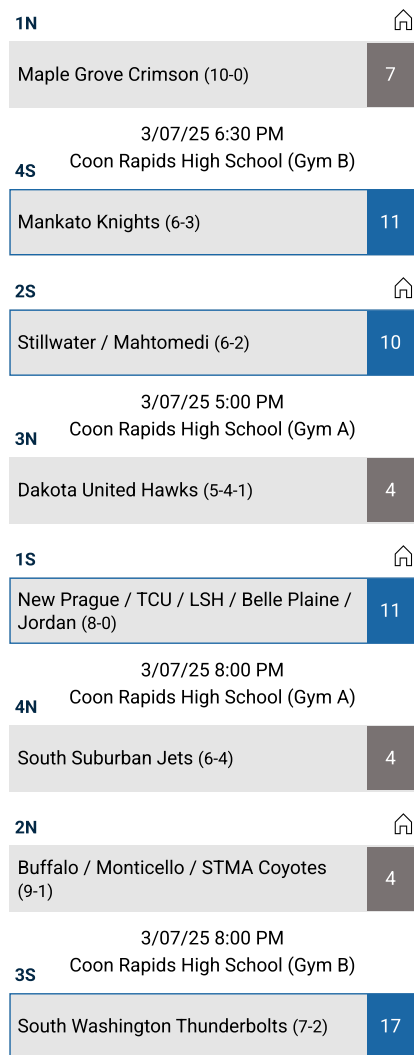 1N
Maple Grove Crimson (10-0)
7
3/07/25 6:30 PM
Coon Rapids High School (Gym B)
4S
Mankato Knights (6-3)
11
2S
Stillwater / Mahtomedi (6-2)
10
3/07/25 5:00 PM
Coon Rapids High School (Gym A)
3N
Dakota United Hawks (5-4-1)
4
1S
New Prague / TCU / LSH / Belle Plaine /
Jordan (8-0)
11
3/07/25 8:00 PM
Coon Rapids High School (Gym A)
4N
South Suburban Jets (6-4)
4
2N
Buffalo / Monticello / STMA Coyotes
(9-1)
4
3/07/25 8:00 PM
Coon Rapids High School (Gym B)
3S
South Washington Thunderbolts (7-2)
17